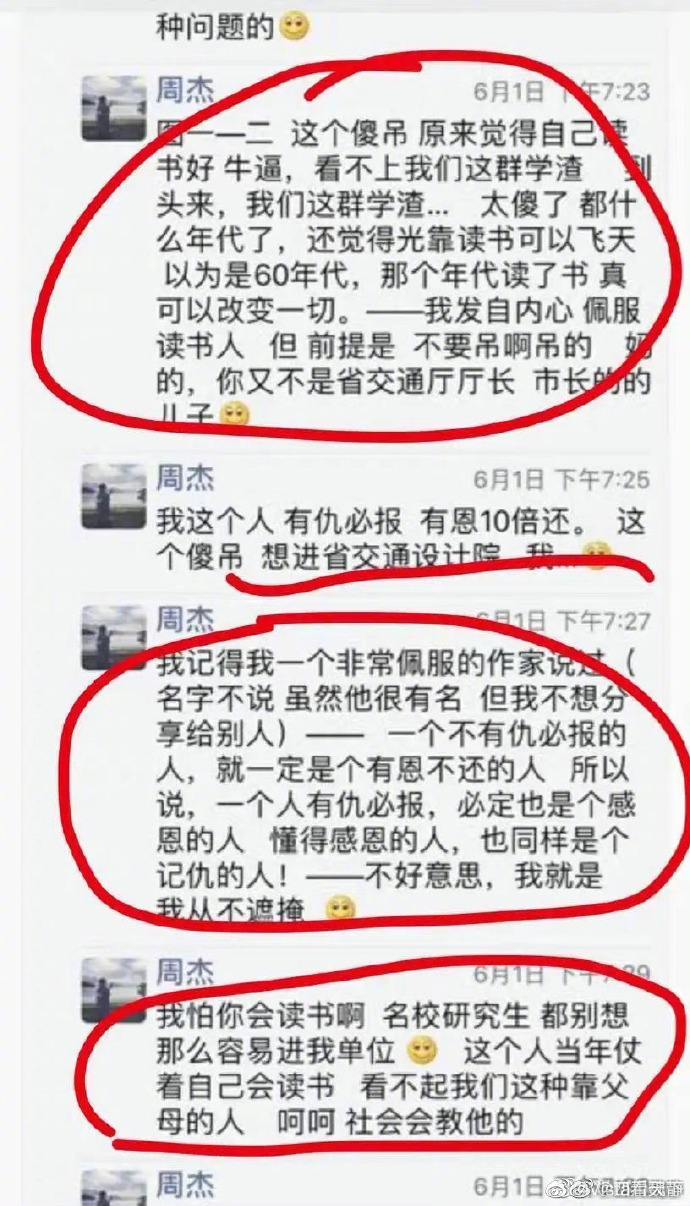 种问题的
周杰
6月1日 下午7:23
图一—二 这个傻吊 原来觉得自己读
书好 牛逼，看不上我们这群学渣 到
头来，我们这群学渣... 太傻了 都什
么年代了，还觉得光靠读书可以飞天
以为是60年代，那个年代读了书 真
可以改变一切。——我发自内心 佩服
读书人 但 前提是 不要吊啊吊的 妈
的，你又不是省交通厅厅长 市长的的
儿子
周杰
6月1日 下午7:25
我这个人 有仇必报 有恩10倍还。 这
个傻吊 想进省交通设计院 我...
周杰
6月1日 下午7:27
我记得我一个非常佩服的作家说过（
名字不说 虽然他很有名 但我不想分
享给别人）—— 一个不有仇必报的
人，就一定是个有恩不还的人 所以
说，一个人有仇必报，必定也是个感
恩的人 懂得感恩的人，也同样是个
记仇的人！——不好意思，我就是
我从不遮掩
周杰
6月1日 下午7:29
我怕你会读书啊 名校研究生 都别想
那么容易进我单位 这个人当年仗
着自己会读书 看不起我们这种靠父
母的人 呵呵 社会会教他的
周杰
6月1日